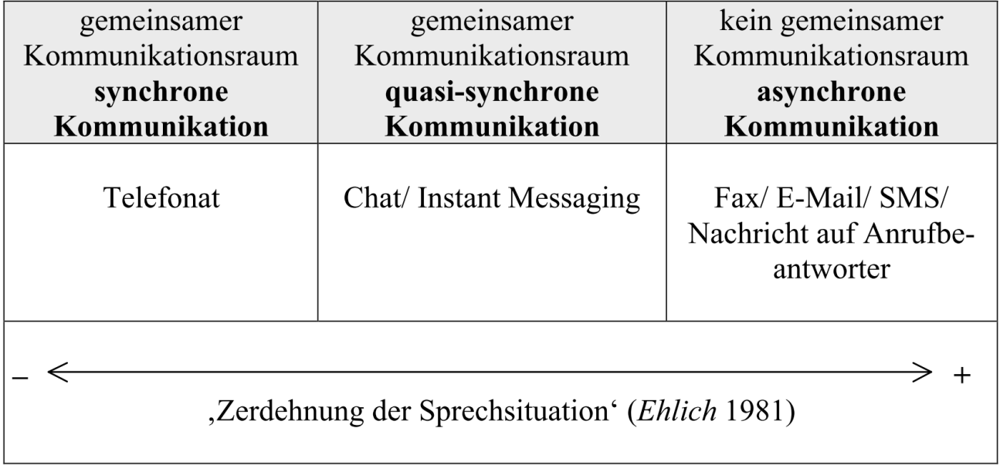 gemeinsamer
Kommunikationsraum
synchrone
Kommunikation
gemeinsamer
Kommunikationsraum
quasi-synchrone
Kommunikation
kein gemeinsamer
Kommunikationsraum
asynchrone
Kommunikation
Telefonat
Chat/ Instant Messaging
Fax/ E-Mail/ SMS/
Nachricht auf Anrufbe-
antworter
– +
‚Zerdehnung der Sprechsituation‘ (Ehlich 1981)